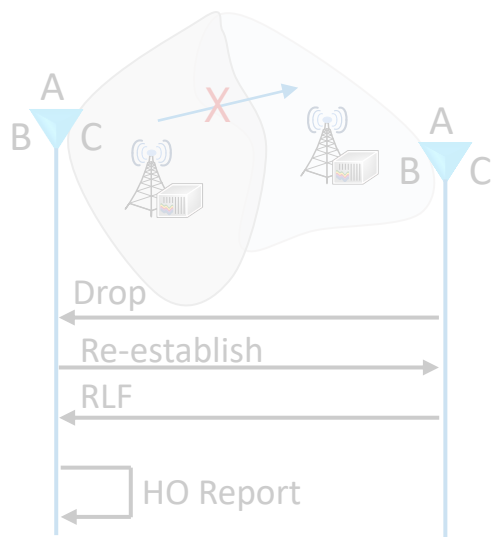 A
B C
X
A
B C
Drop
Re-establish
RLF
HO Report